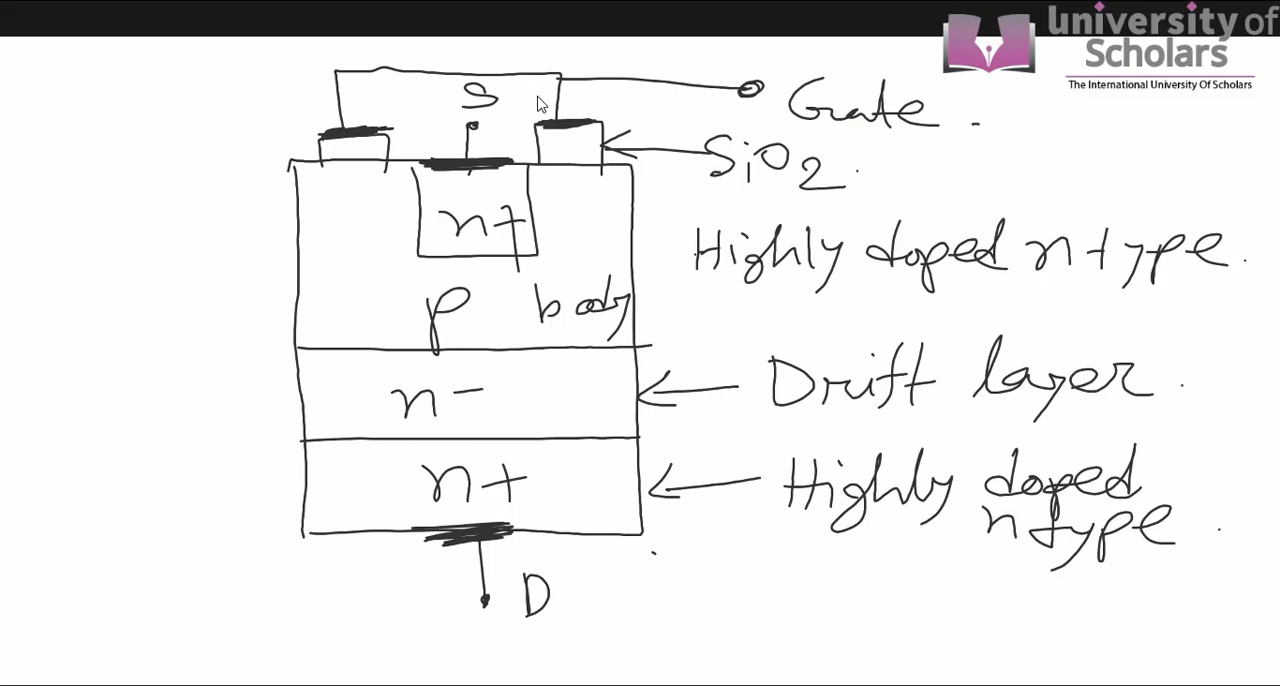 University of
Scholars
The International University Of Scholars
S
Gate.
SiO2.
n+
Highly doped n type.
p body
n-
Drift layer.
n+
Highly doped
n type.
D